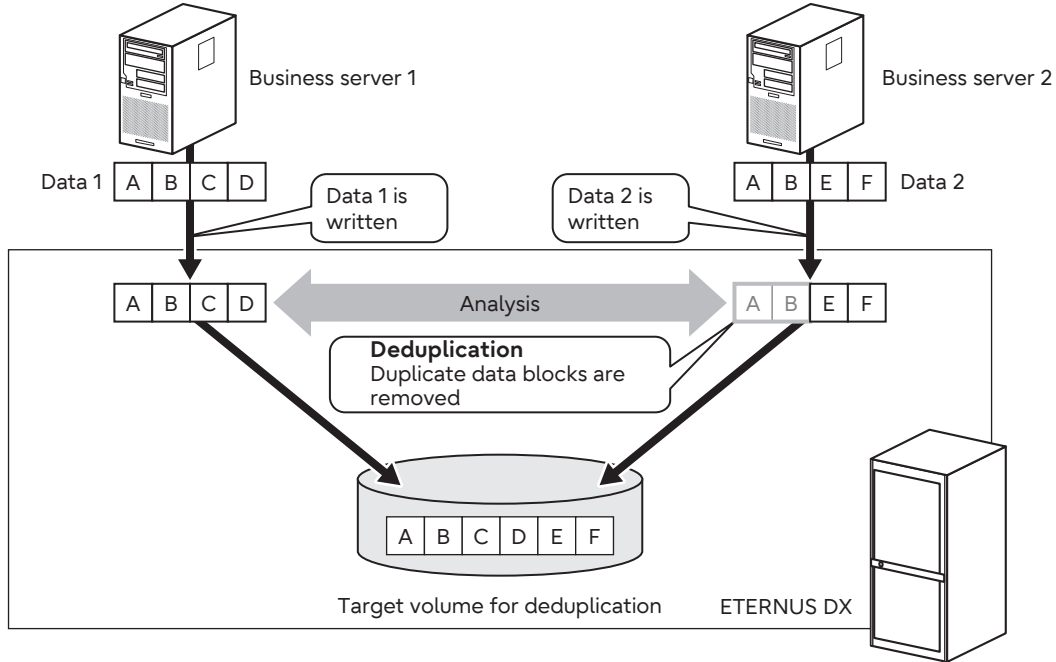 Business server 1
Business server 2
Data 1 A B C D
A B E F Data 2
Data 1 is
written
Data 2 is
written
A B C D
Analysis
A B E F
Deduplication
Duplicate data blocks are
removed
A B C D E F
Target volume for deduplication
ETERNUS DX